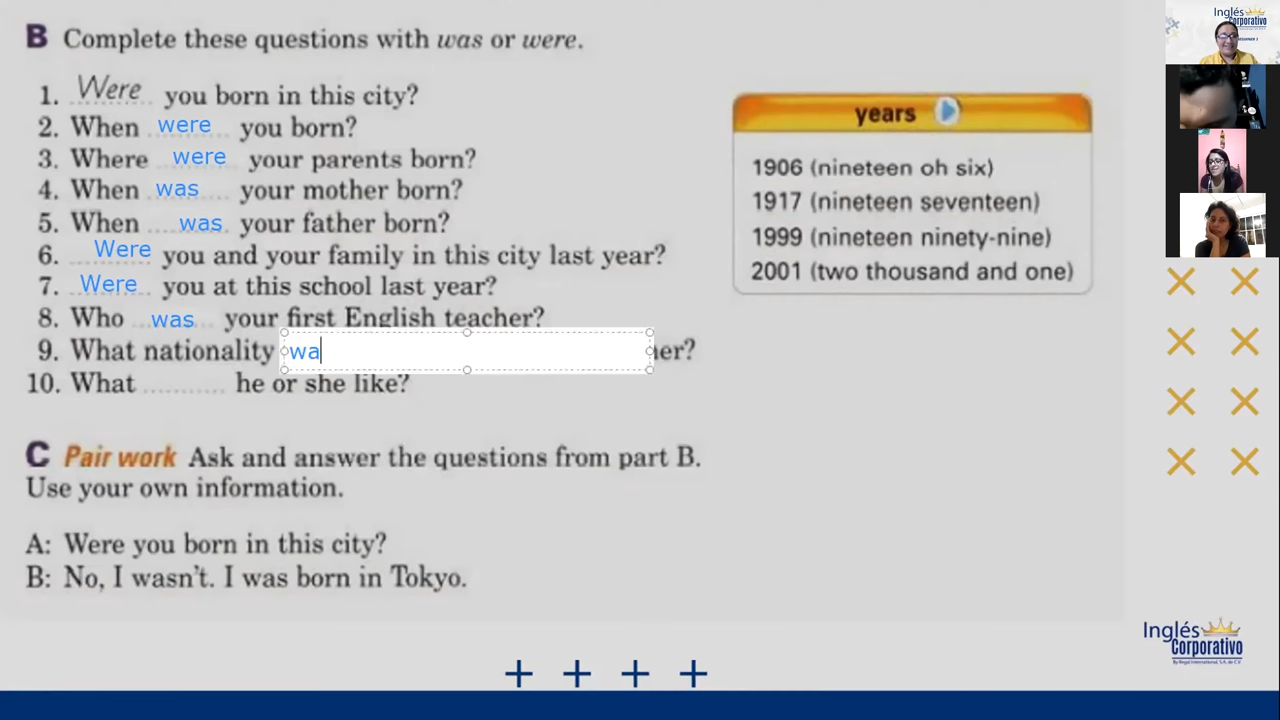 B Complete these questions with was or were.
1. Were you born in this city?
2. When were you born?
3. Where were your parents born?
4. When was your mother born?
5. When was your father born?
6. Were you and your family in this city last year?
7. Were you at this school last year?
8. Who was your first English teacher?
9. What nationality wa er?
10. What .......... he or she like?
years
1906 (nineteen oh six)
1917 (nineteen seventeen)
1999 (nineteen ninety-nine)
2001 (two thousand and one)
C Pair work Ask and answer the questions from part B.
Use your own information.
A: Were you born in this city?
B: No, I wasn't. I was born in Tokyo.
Inglés
Corporativo
Inglés
Corporativo
By Regal International, S.A. de C.V.